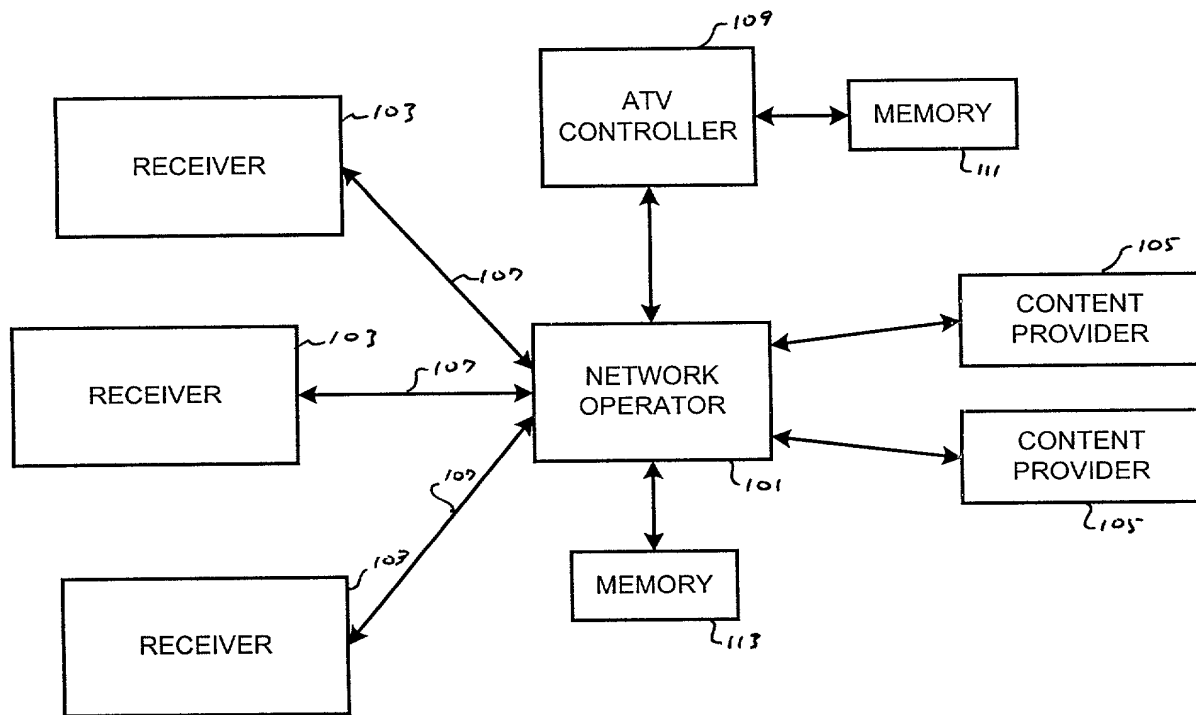 109
ATV
CONTROLLER
MEMORY
111
103
RECEIVER
107
105
CONTENT
PROVIDER
103
RECEIVER
107
NETWORK
OPERATOR
101
CONTENT
PROVIDER
105
107
103
RECEIVER
MEMORY
113